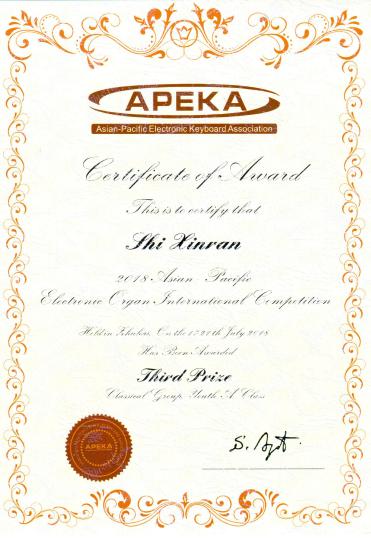 APEKA
Asian-Pacific Electronic Keyboard Association
Certificate of Award
This is to certify that
Shi Xinran
2018 Asian - Pacific
Electronic Organ International Competition
Held in On the 17-20th July 2018
Has Been Awarded
Third Prize
Classical Group, Youth A Class
APEKA